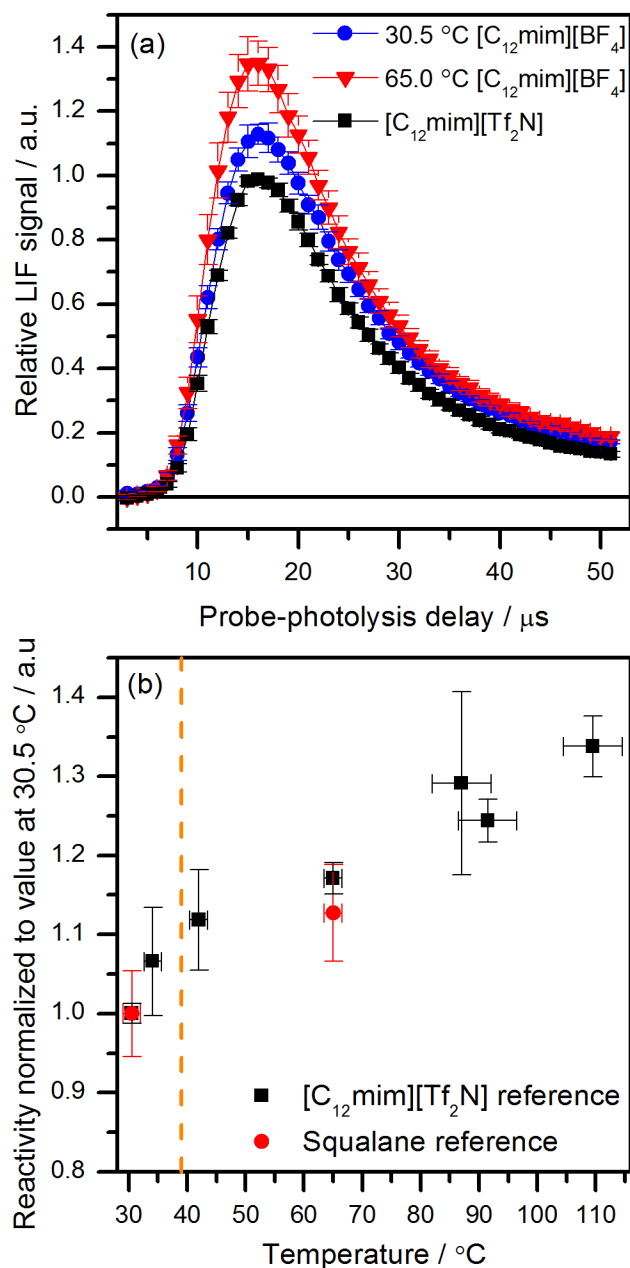 (a)
30.5 °C [C₁₂mim][BF₄]
65.0 °C [C₁₂mim][BF₄]
[C₁₂mim][Tf₂N]
Relative LIF signal / a.u.
1.4
1.2
1.0
0.8
0.6
0.4
0.2
0.0
10 20 30 40 50
Probe-photolysis delay / μs
(b)
Reactivity normalized to value at 30.5 °C / a.u
1.4
1.3
1.2
1.1
1.0
0.9
0.8
[C₁₂mim][Tf₂N] reference
Squalane reference
30 40 50 60 70 80 90 100 110
Temperature / °C